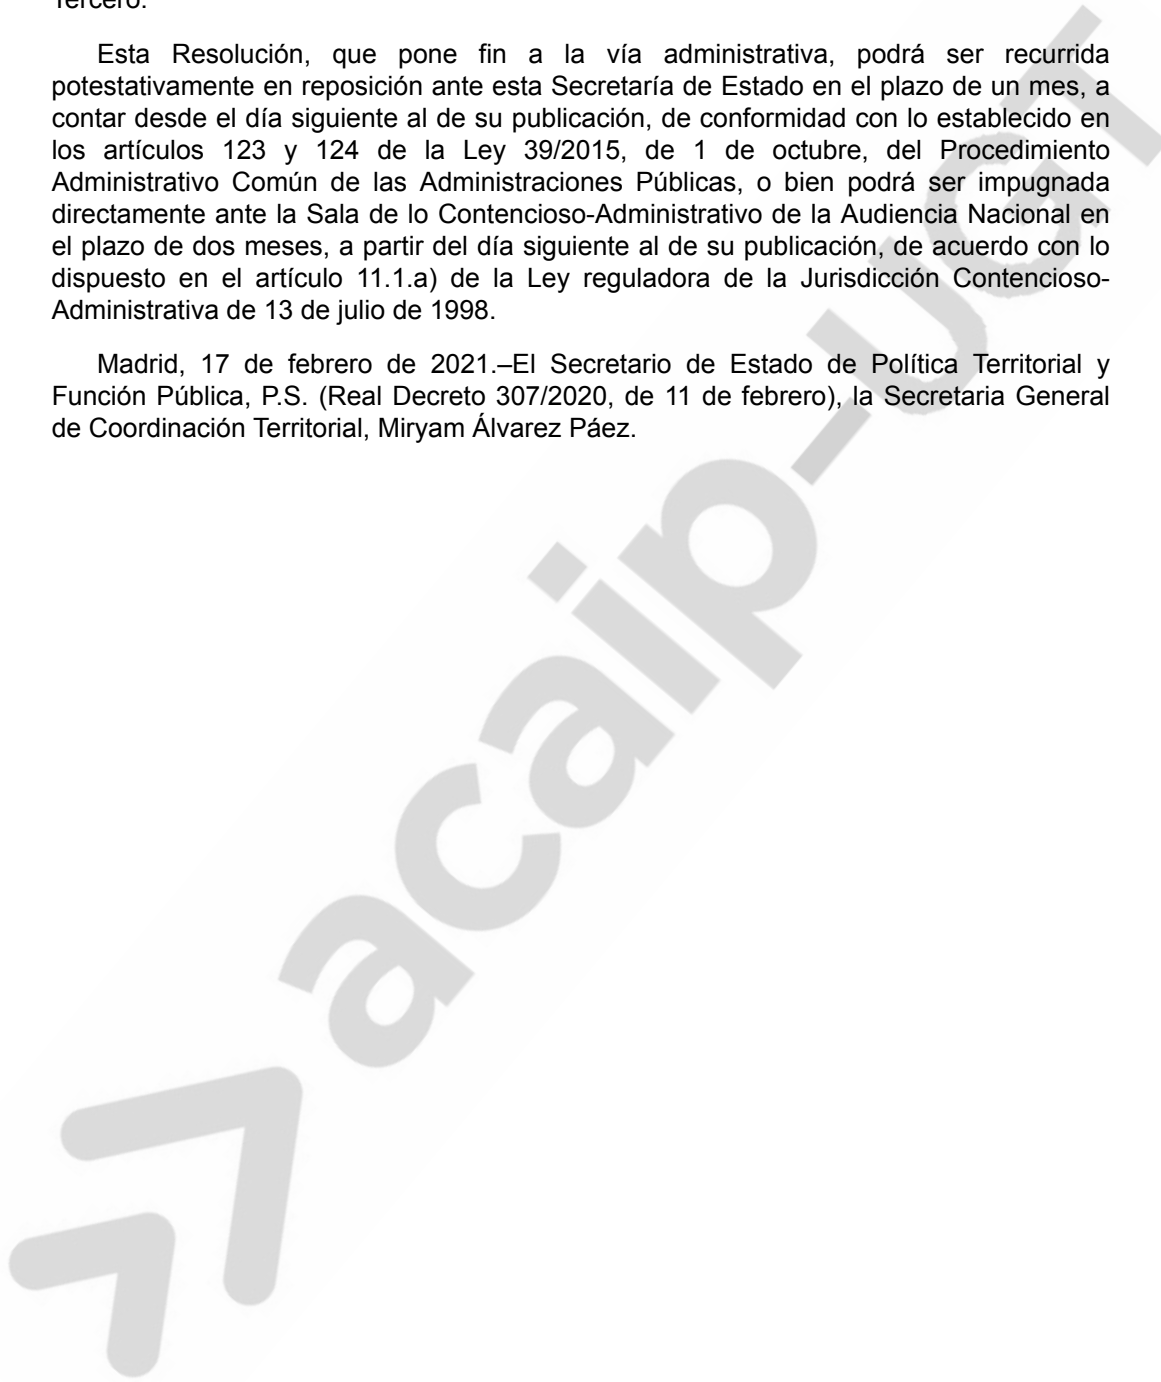 Tercero.
Esta Resolución, que pone fin a la vía administrativa, podrá ser recurrida
potestativamente en reposición ante esta Secretaría de Estado en el plazo de un mes, a
contar desde el día siguiente al de su publicación, de conformidad con lo establecido en
los artículos 123 y 124 de la Ley 39/2015, de 1 de octubre, del Procedimiento
Administrativo Común de las Administraciones Públicas, o bien podrá ser impugnada
directamente ante la Sala de lo Contencioso-Administrativo de la Audiencia Nacional en
el plazo de dos meses, a partir del día siguiente al de su publicación, de acuerdo con lo
dispuesto en el artículo 11.1.a) de la Ley reguladora de la Jurisdicción Contencioso-
Administrativa de 13 de julio de 1998.
Madrid, 17 de febrero de 2021.–El Secretario de Estado de Política Territorial y
Función Pública, P.S. (Real Decreto 307/2020, de 11 de febrero), la Secretaria General
de Coordinación Territorial, Miryam Álvarez Páez.
acaip-UGT